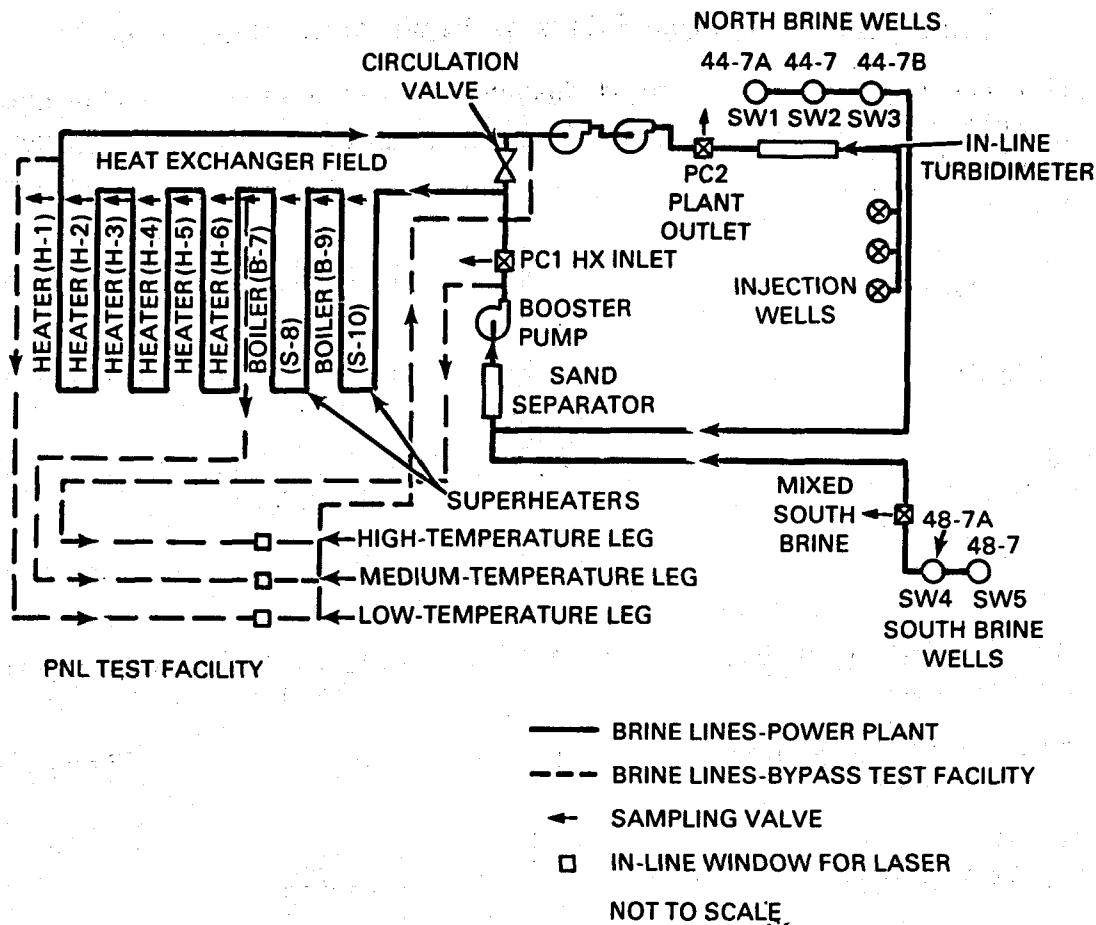 NORTH BRINE WELLS
44-7A 44-7 44-7B
SW1 SW2 SW3
CIRCULATION
VALVE
IN-LINE
TURBIDIMETER
HEAT EXCHANGER FIELD
PC2
PLANT
OUTLET
HEATER (H-1)
HEATER (H-2)
HEATER (H-3)
HEATER (H-4)
HEATER (H-5)
HEATER (H-6)
BOILER (B-7)
(S-8)
BOILER (B-9)
(S-10)
PC1 HX INLET
INJECTION
WELLS
BOOSTER
PUMP
SAND
SEPARATOR
SUPERHEATERS
MIXED
SOUTH
BRINE
48-7A
48-7
SW4 SW5
SOUTH BRINE
WELLS
HIGH-TEMPERATURE LEG
MEDIUM-TEMPERATURE LEG
LOW-TEMPERATURE LEG
PNL TEST FACILITY
BRINE LINES-POWER PLANT
BRINE LINES-BYPASS TEST FACILITY
SAMPLING VALVE
IN-LINE WINDOW FOR LASER
NOT TO SCALE